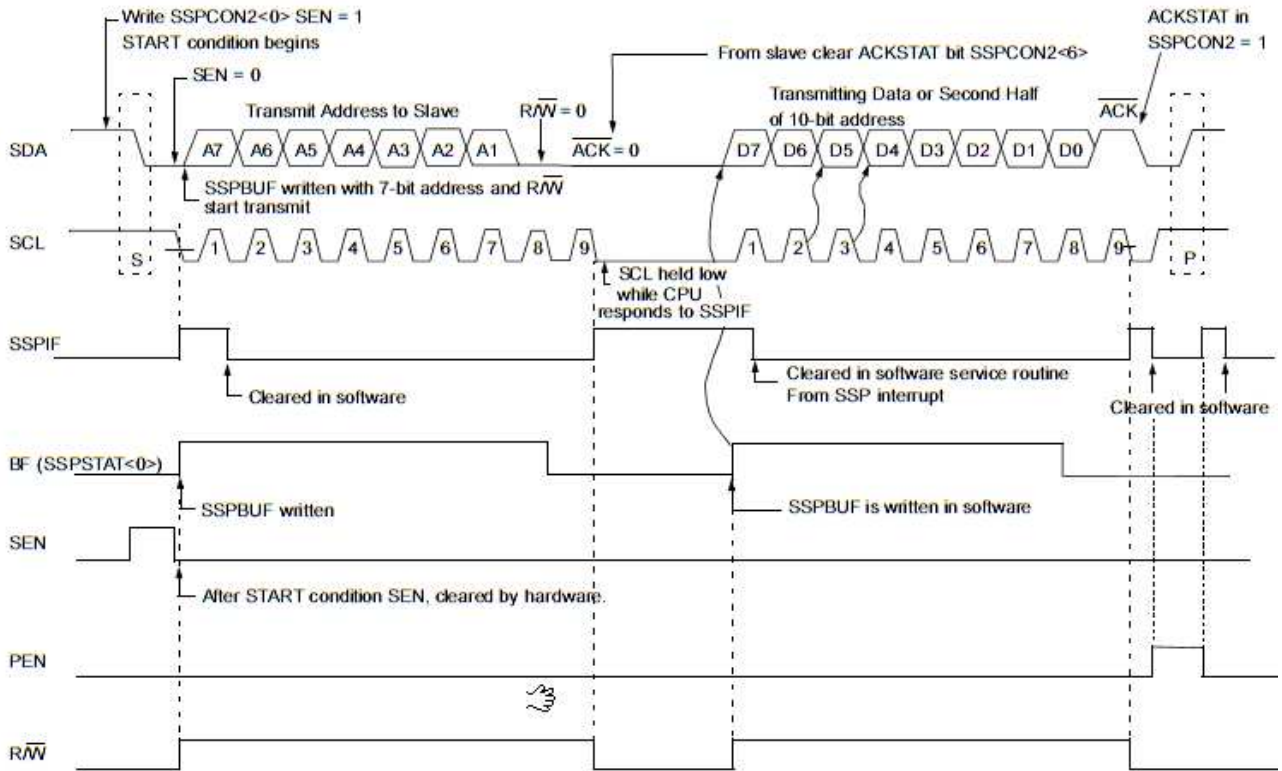 Write SSPCON2<0> SEN = 1
START condition begins
ACKSTAT in
SSPCON2 = 1
From slave clear ACKSTAT bit SSPCON2<6>
SEN = 0
Transmit Address to Slave
R/W = 0
Transmitting Data or Second Half
of 10-bit address
ACK
SDA
A7 A6 A5 A4 A3 A2 A1
ACK = 0
D7 D6 D5 D4 D3 D2 D1 D0
SSPBUF written with 7-bit address and R/W
start transmit
SCL
S
1 2 3 4 5 6 7 8 9
1 2 3 4 5 6 7 8 9
P
SCL held low
while CPU
responds to SSPIF
SSPIF
Cleared in software
Cleared in software service routine
From SSP interrupt
Cleared in software
BF (SSPSTAT<0>)
SSPBUF written
SSPBUF is written in software
SEN
After START condition SEN, cleared by hardware.
PEN
R/W